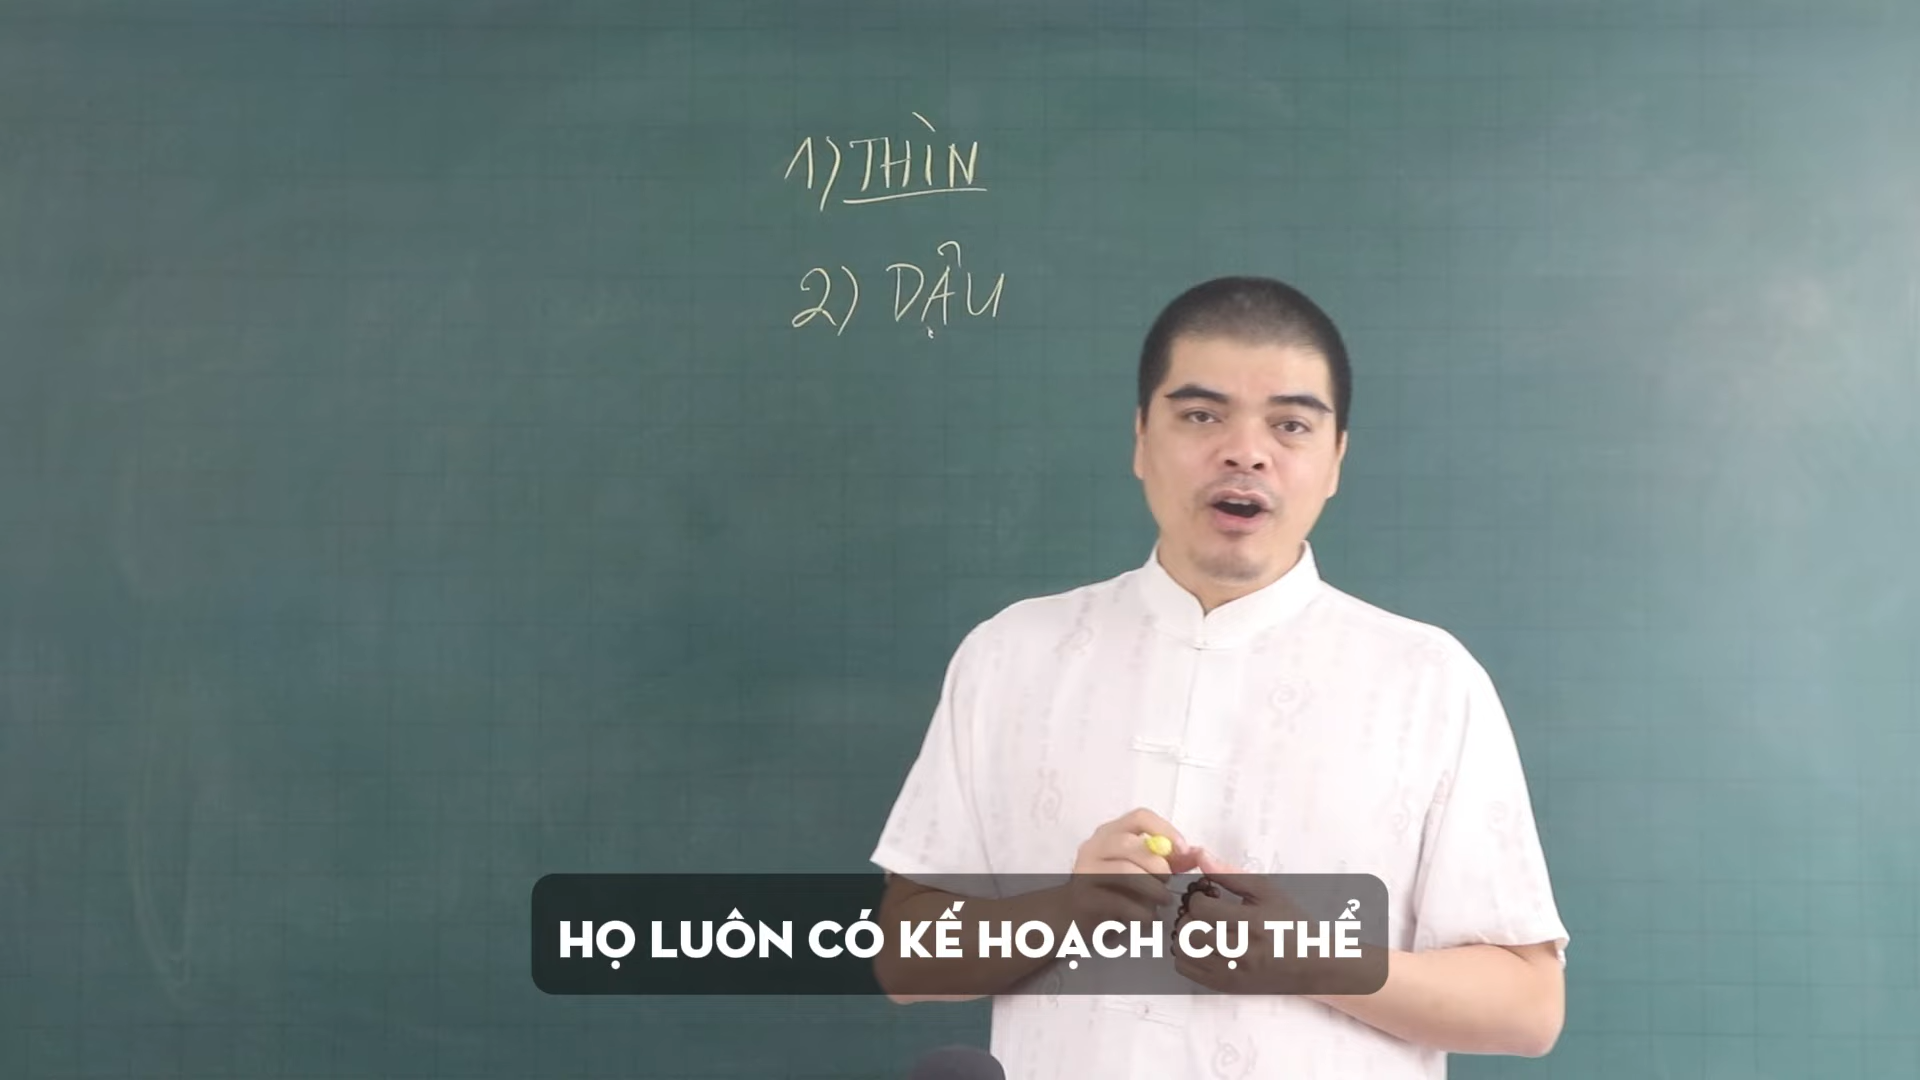 1) THÌN
2) DẬU
HỌ LUÔN CÓ KẾ HOẠCH CỤ THỂ